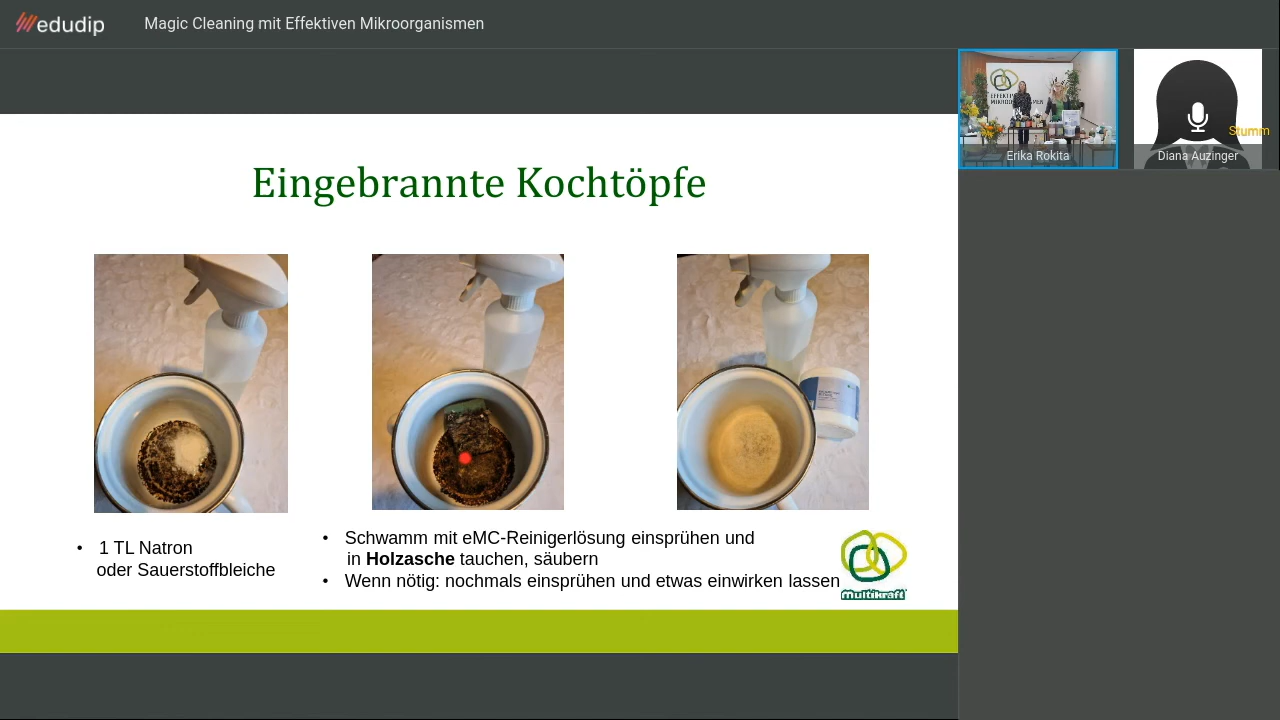 edudip
Magic Cleaning mit Effektiven Mikroorganismen
Stumm
Erika Rokita
Diana Auzinger
Eingebrannte Kochtöpfe
• 1 TL Natron
oder Sauerstoffbleiche
• Schwamm mit eMC-Reinigerlösung einsprühen und
in Holzasche tauchen, säubern
• Wenn nötig: nochmals einsprühen und etwas einwirken lassen
multikraft